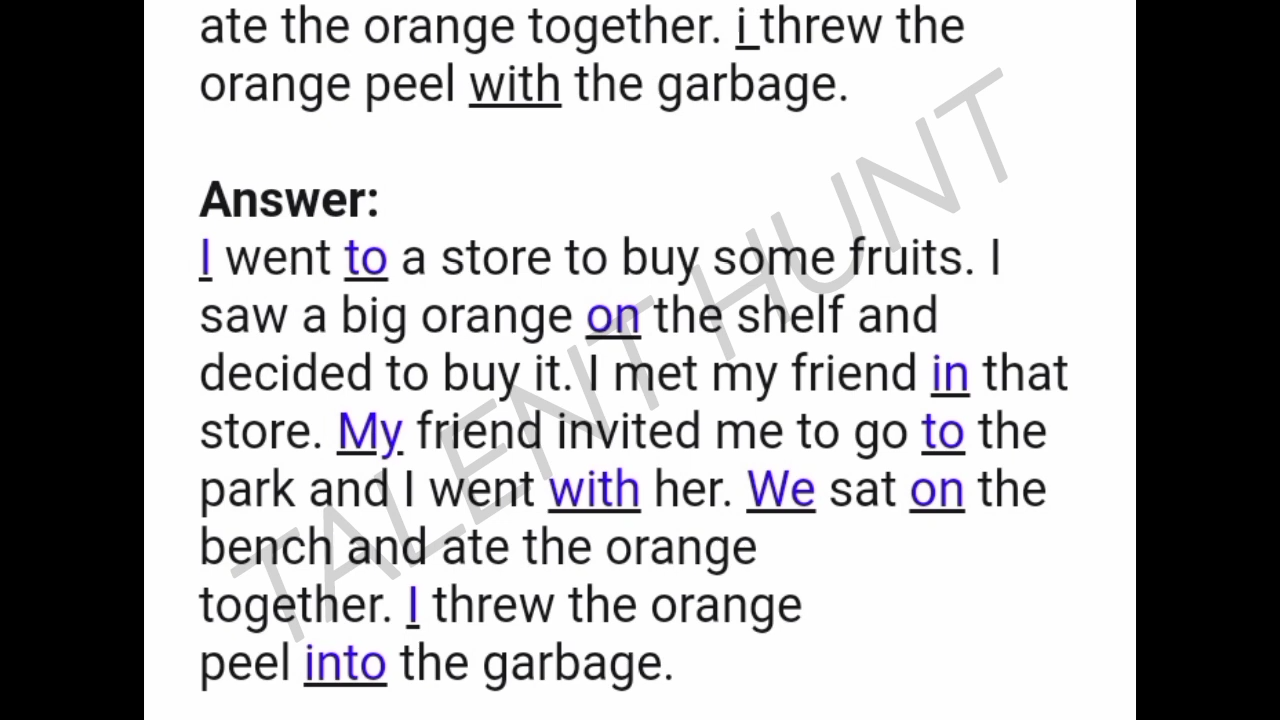 ate the orange together. i threw the
orange peel with the garbage.
Answer:
I went to a store to buy some fruits. I
saw a big orange on the shelf and
decided to buy it. I met my friend in that
store. My friend invited me to go to the
park and I went with her. We sat on the
bench and ate the orange
together. I threw the orange
peel into the garbage.
TALENT HUNT